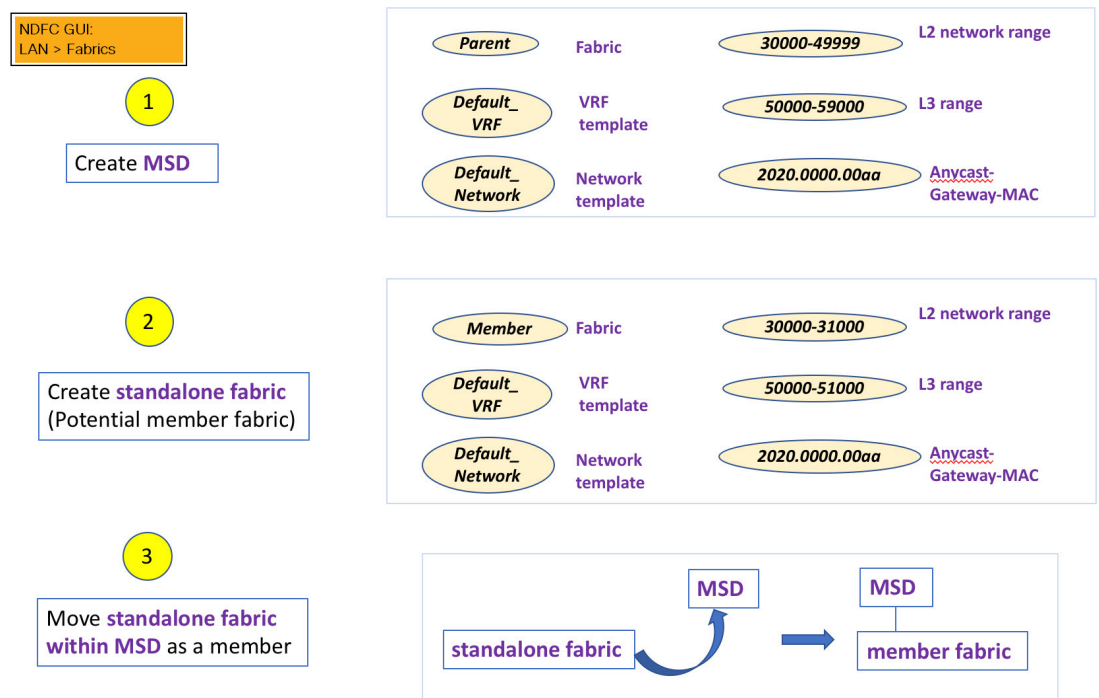 NDFC GUI:
LAN > Fabrics
1
Create MSD
Parent
Fabric
30000-49999
L2 network range
Default_
VRF
VRF
template
50000-59000
L3 range
Default_
Network
Network
template
2020.0000.00aa
Anycast-
Gateway-MAC
2
Create standalone fabric
(Potential member fabric)
Member
Fabric
30000-31000
L2 network range
Default_
VRF
VRF
template
50000-51000
L3 range
Default_
Network
Network
template
2020.0000.00aa
Anycast-
Gateway-MAC
3
Move standalone fabric
within MSD as a member
standalone fabric
MSD
MSD
member fabric